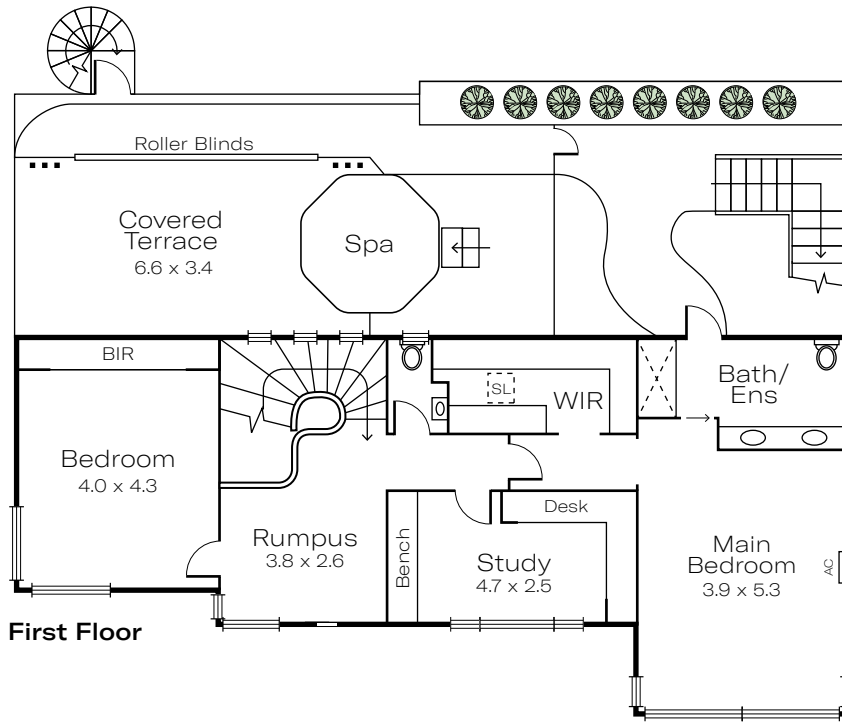 Roller Blinds
Covered
Terrace
6.6 x 3.4
Spa
BIR
SL
WIR
Bath/
Ens
Bedroom
4.0 x 4.3
Rumpus
3.8 x 2.6
Bench
Desk
Study
4.7 x 2.5
Main
Bedroom
3.9 x 5.3
AC
First Floor